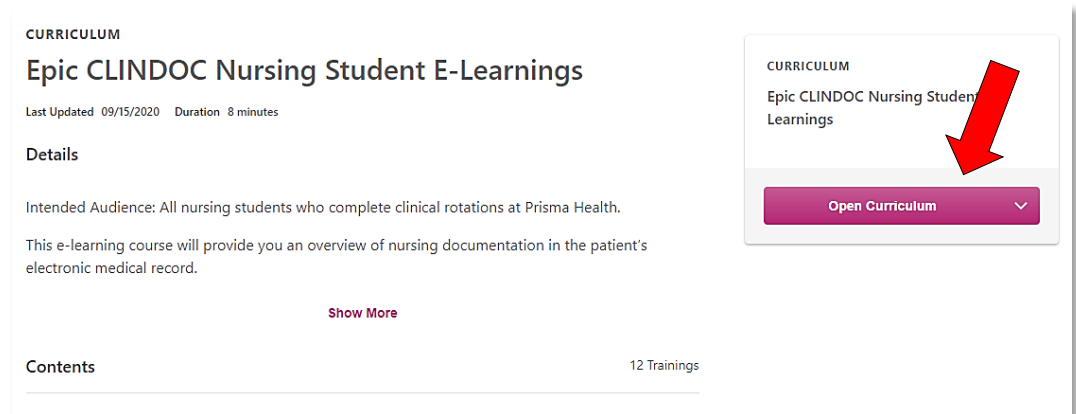 CURRICULUM
Epic CLINDOC Nursing Student E-Learnings
Last Updated 09/15/2020 Duration 8 minutes
Details
Intended Audience: All nursing students who complete clinical rotations at Prisma Health.
This e-learning course will provide you an overview of nursing documentation in the patient's
electronic medical record.
Show More
Contents
12 Trainings
CURRICULUM
Epic CLINDOC Nursing Student
Learnings
Open Curriculum